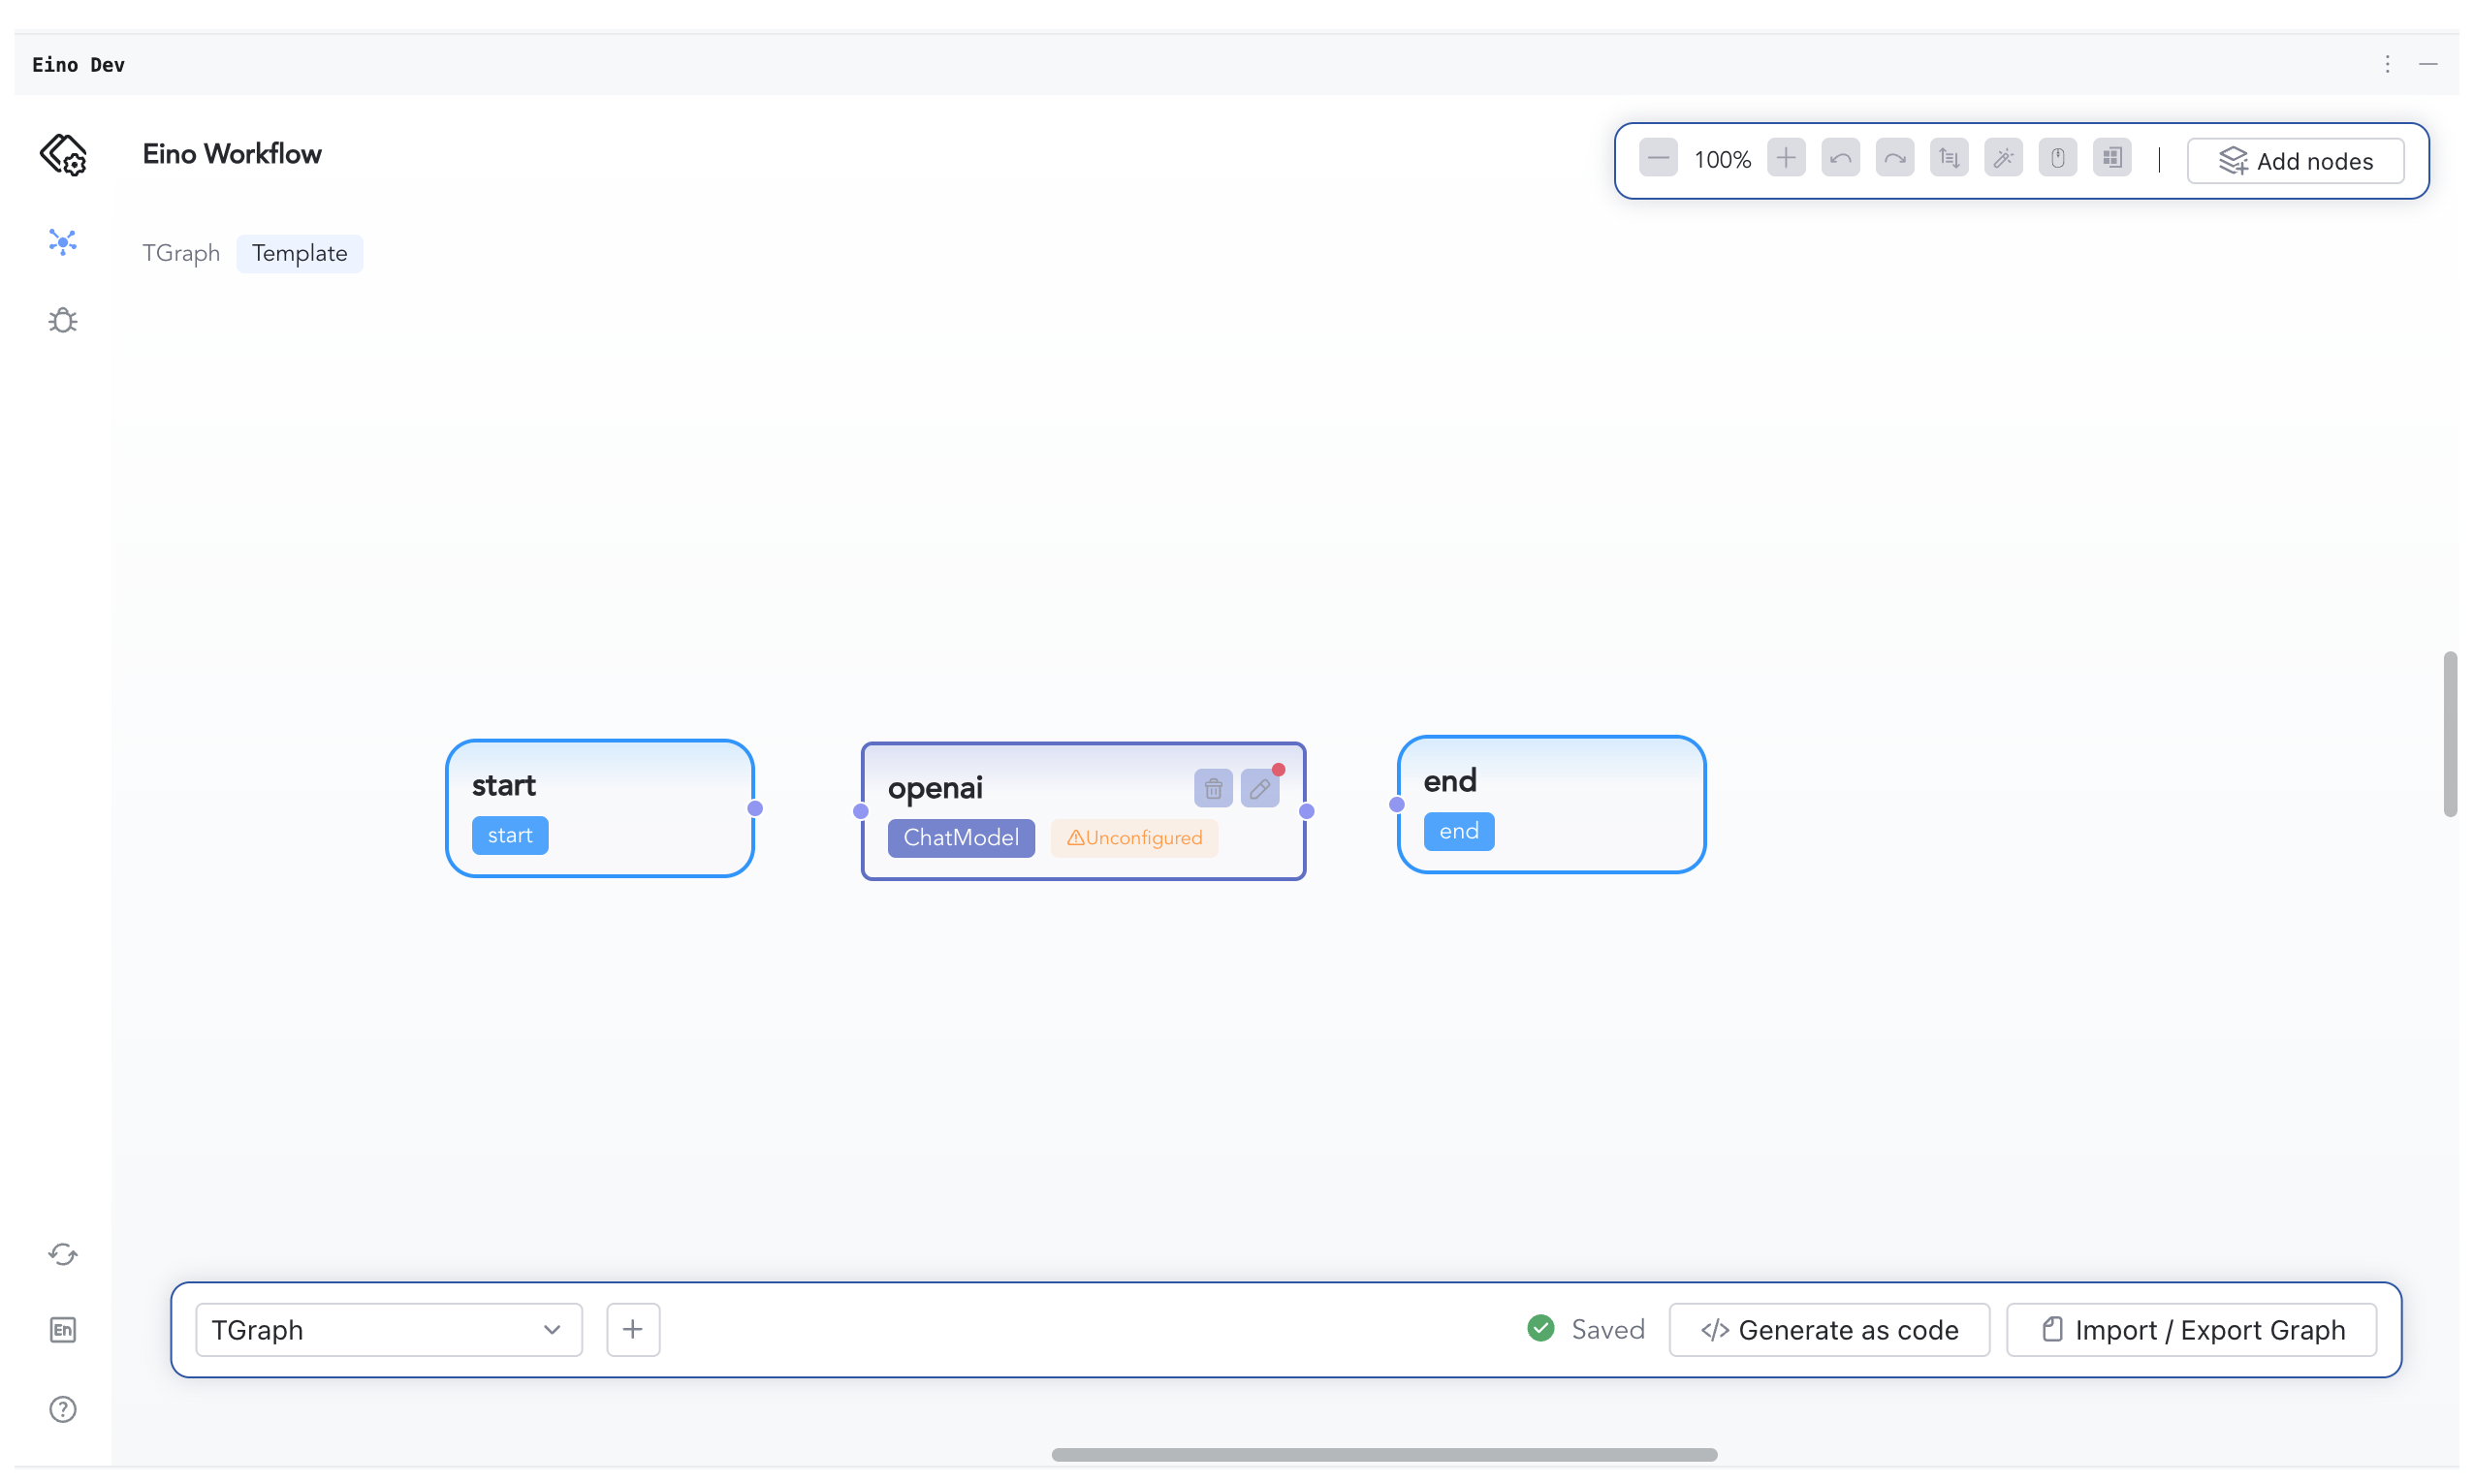 Eino Dev
Eino Workflow
100%
Add nodes
TGraph Template
start
start
openai
ChatModel
Unconfigured
end
end
En
TGraph
Saved
</> Generate as code
Import / Export Graph